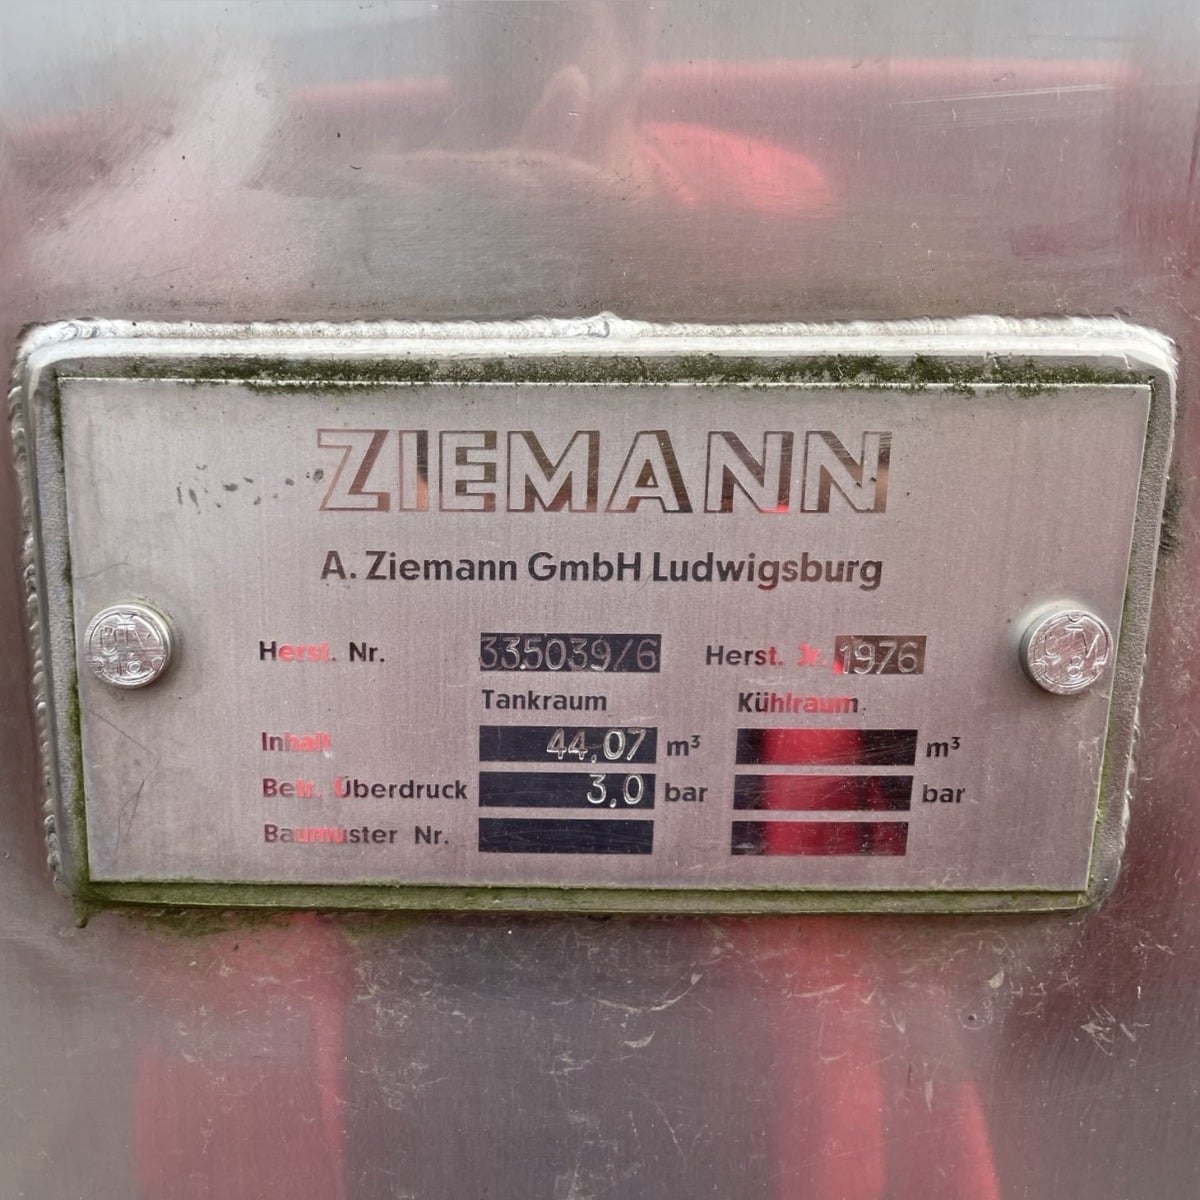 ZIEMANN
A. Ziemann GmbH Ludwigsburg
Herst. Nr. 335039/6 Herst. Jr. 1976
Tankraum Kühlraum
Inhalt 44,07 m³ m³
Betr. Überdruck 3,0 bar bar
Baumuster Nr.